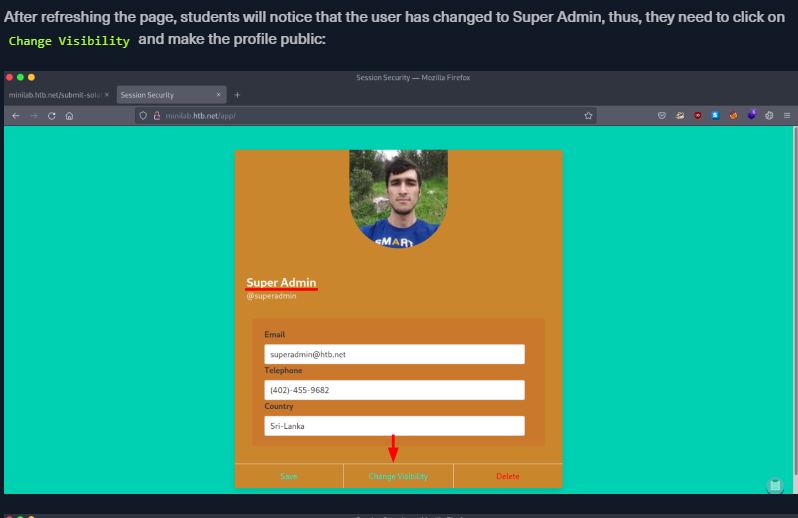 After refreshing the page, students will notice that the user has changed to Super Admin, thus, they need to click on
Change Visibility and make the profile public:
Session Security — Mozilla Firefox
minilab.htb.net/submit-solu
Session Security
minilab.htb.net/app/
SMART
Super Admin
@superadmin
Email
superadmin@htb.net
Telephone
(402)-455-9682
Country
Sri-Lanka
Save Change Visibility Delete